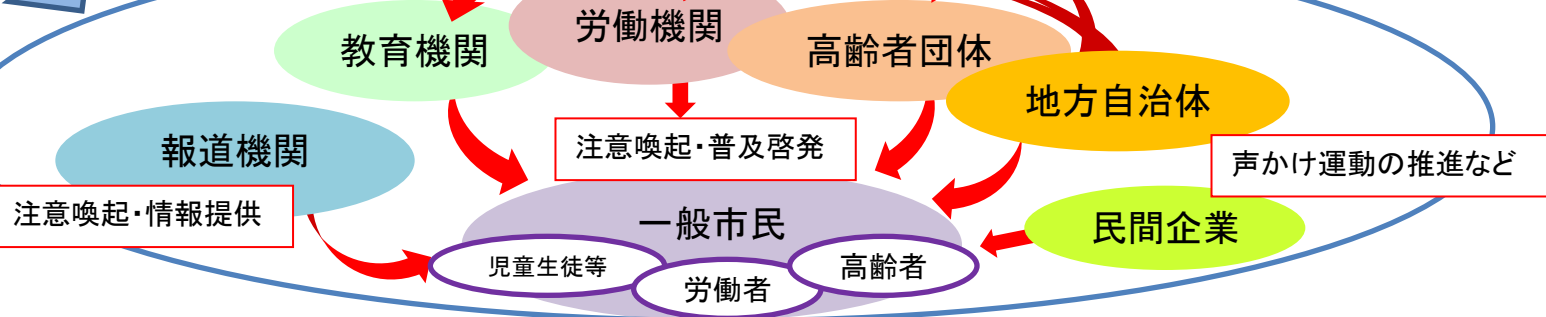 労働機関
教育機関
高齢者団体
地方自治体
報道機関
注意喚起・普及啓発
声かけ運動の推進など
注意喚起・情報提供
一般市民
民間企業
児童生徒等
労働者
高齢者